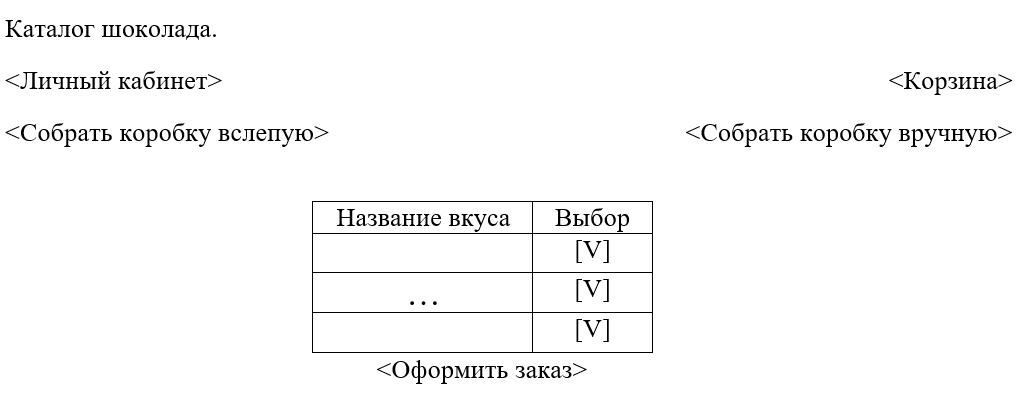 Каталог шоколада.
<Личный кабинет> <Корзина>
<Собрать коробку вслепую> <Собрать коробку вручную>
Название вкуса Выбор
[V]
... [V]
[V]
<Оформить заказ>